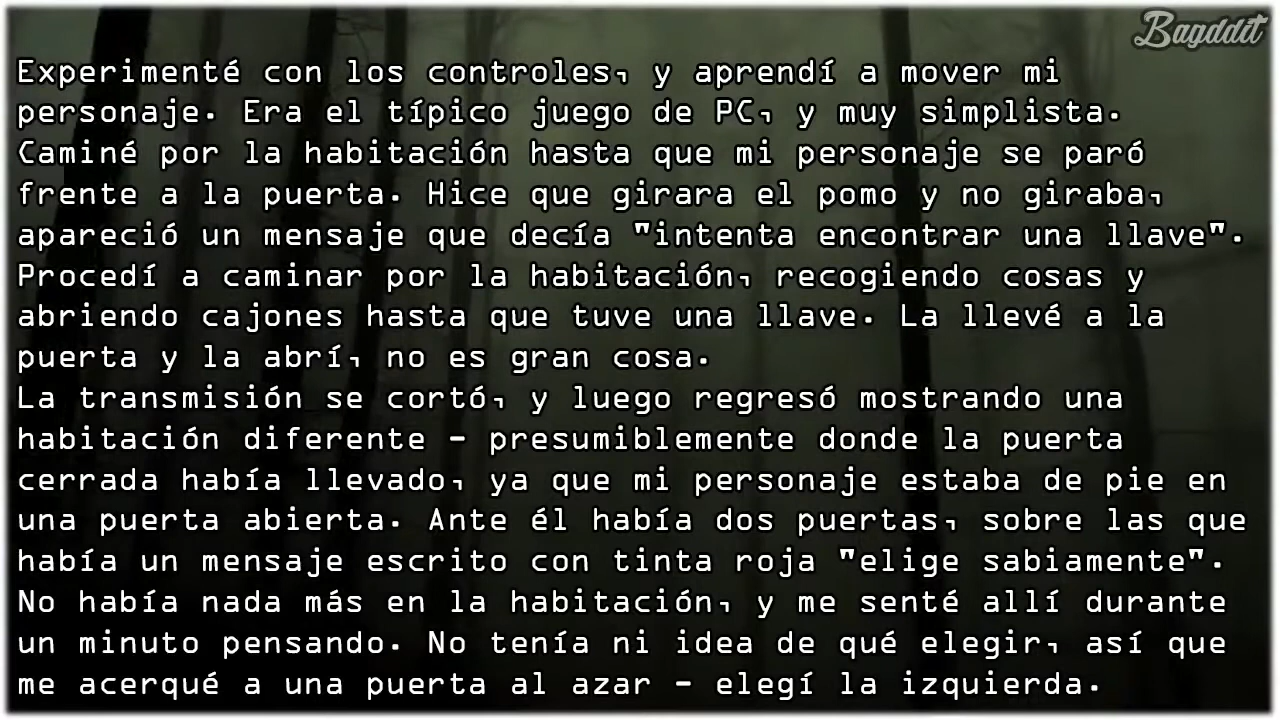 Bagddit
Experimenté con los controles, y aprendí a mover mi
personaje. Era el típico juego de PC, y muy simplista.
Caminé por la habitación hasta que mi personaje se paró
frente a la puerta. Hice que girara el pomo y no giraba,
apareció un mensaje que decía "intenta encontrar una llave".
Procedí a caminar por la habitación, recogiendo cosas y
abriendo cajones hasta que tuve una llave. La llevé a la
puerta y la abrí, no es gran cosa.
La transmisión se cortó, y luego regresó mostrando una
habitación diferente - presumiblemente donde la puerta
cerrada había llevado, ya que mi personaje estaba de pie en
una puerta abierta. Ante él había dos puertas, sobre las que
había un mensaje escrito con tinta roja "elige sabiamente".
No había nada más en la habitación, y me senté allí durante
un minuto pensando. No tenía ni idea de qué elegir, así que
me acerqué a una puerta al azar - elegí la izquierda.